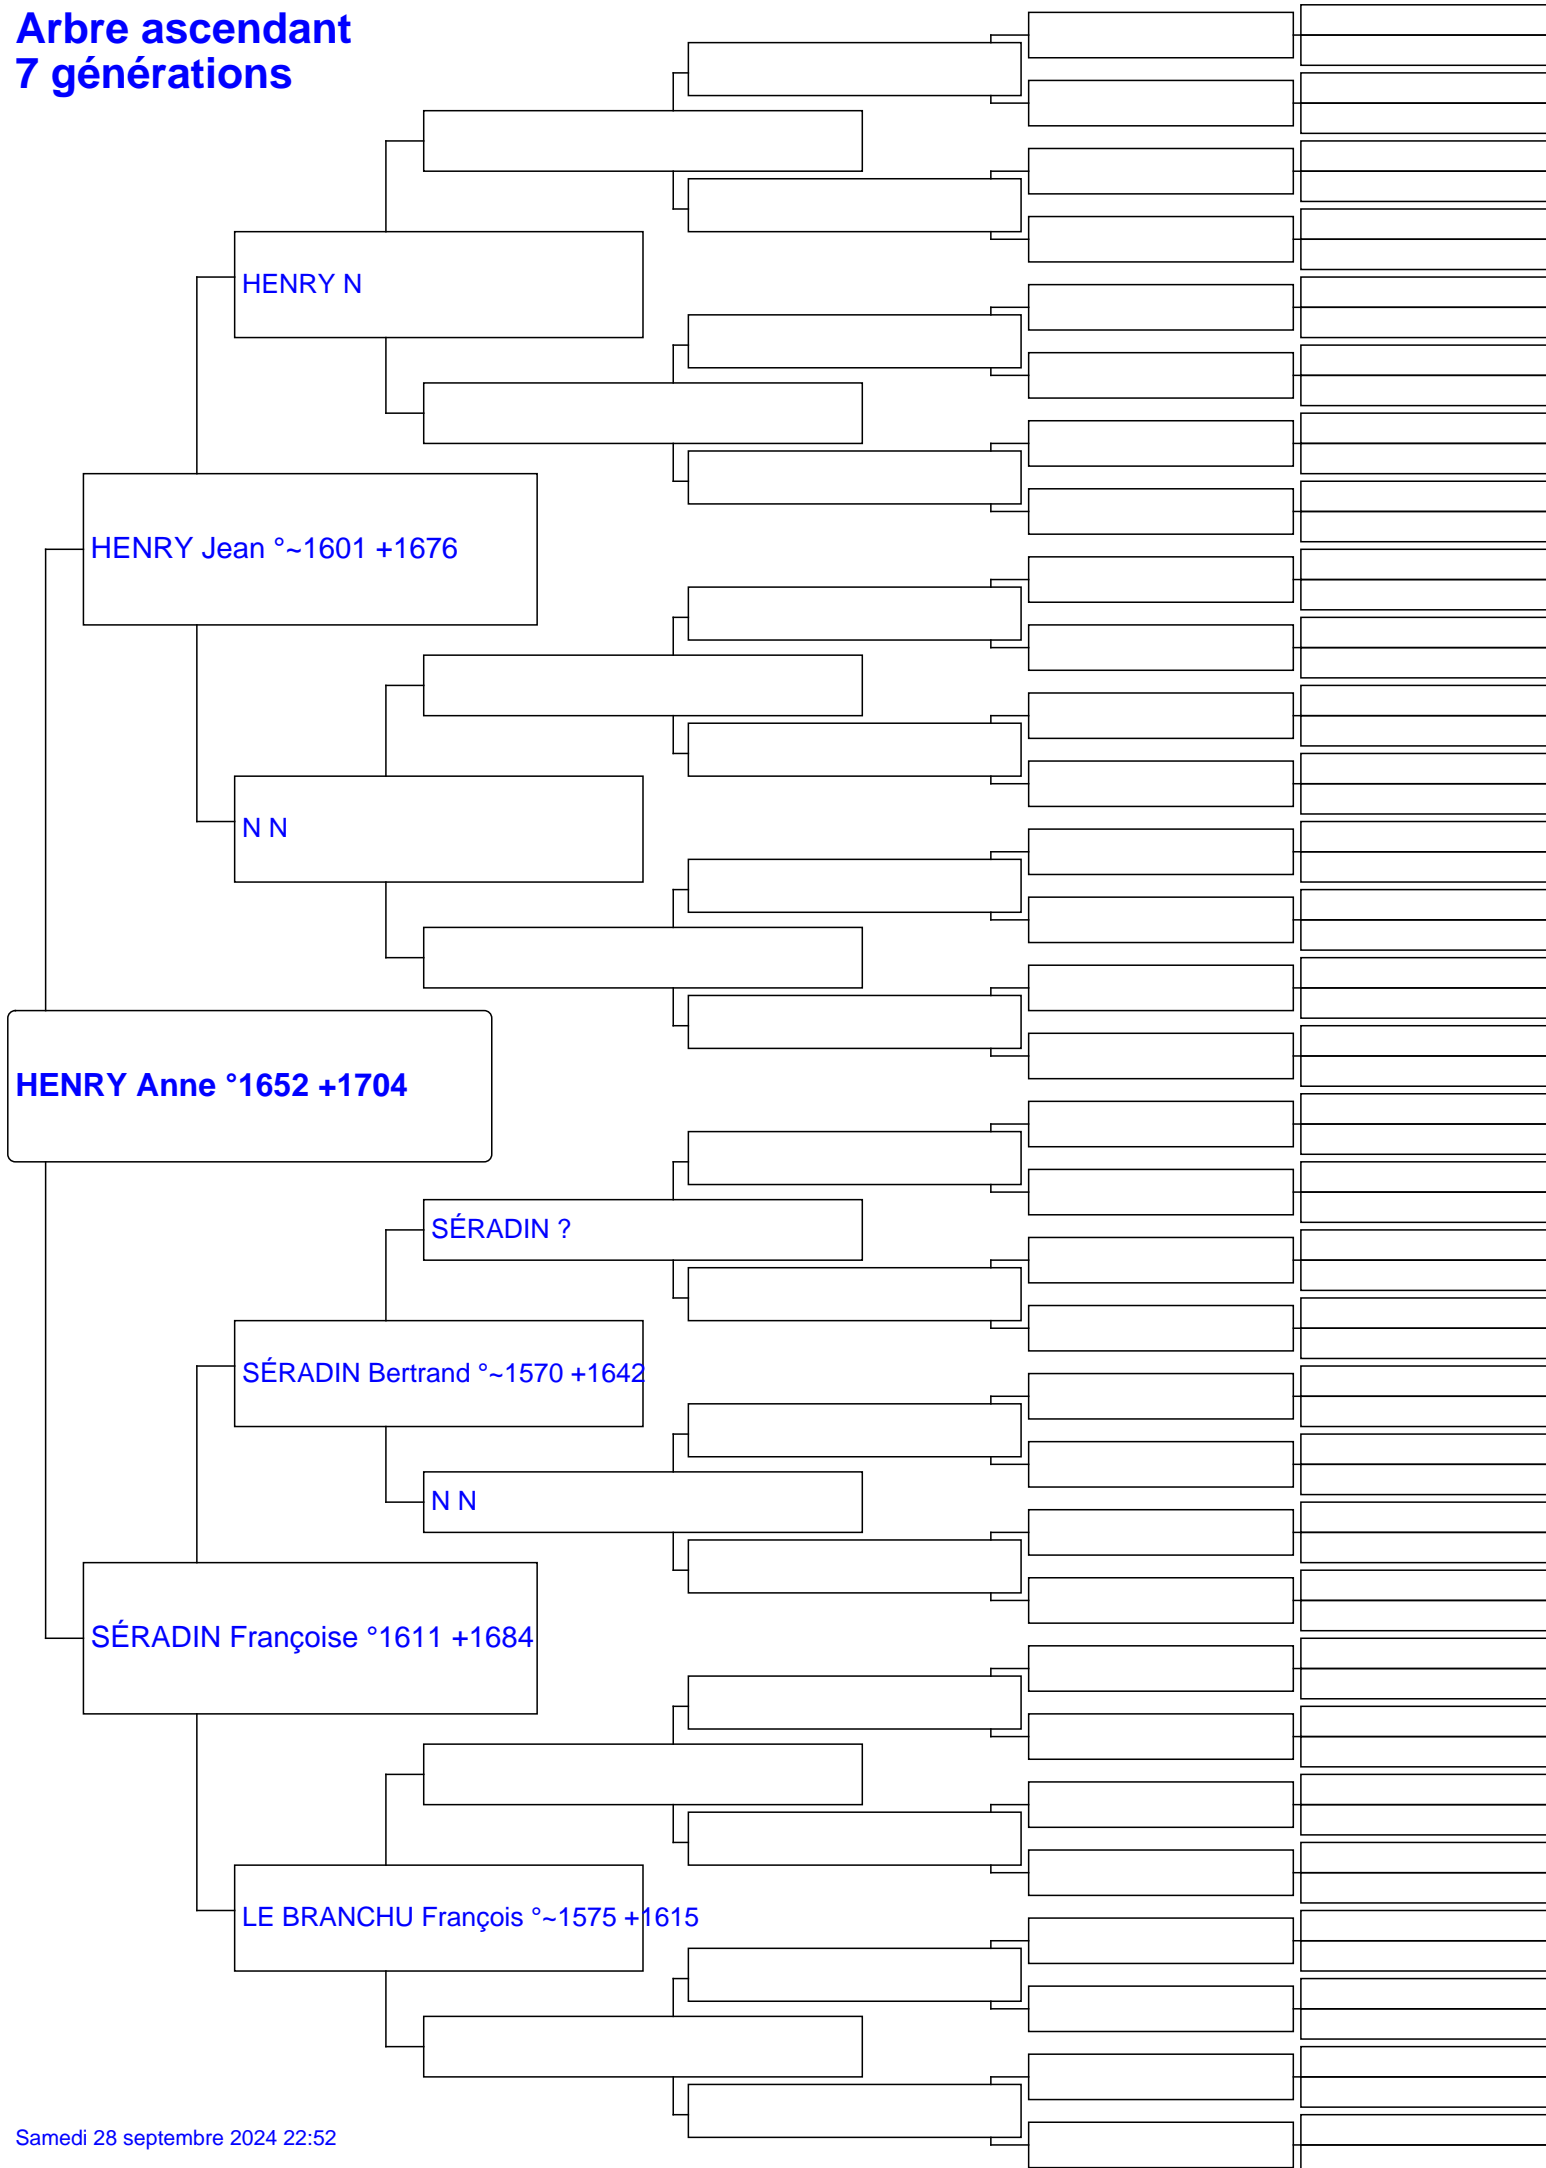 Arbre ascendant
7 générations
HENRY N
HENRY Jean °~1601 +1676
N N
HENRY Anne °1652 +1704
SÉRADIN ?
SÉRADIN Bertrand °~1570 +1642
N N
SÉRADIN Françoise °1611 +1684
LE BRANCHU François °~1575 +1615
Samedi 28 septembre 2024 22:52